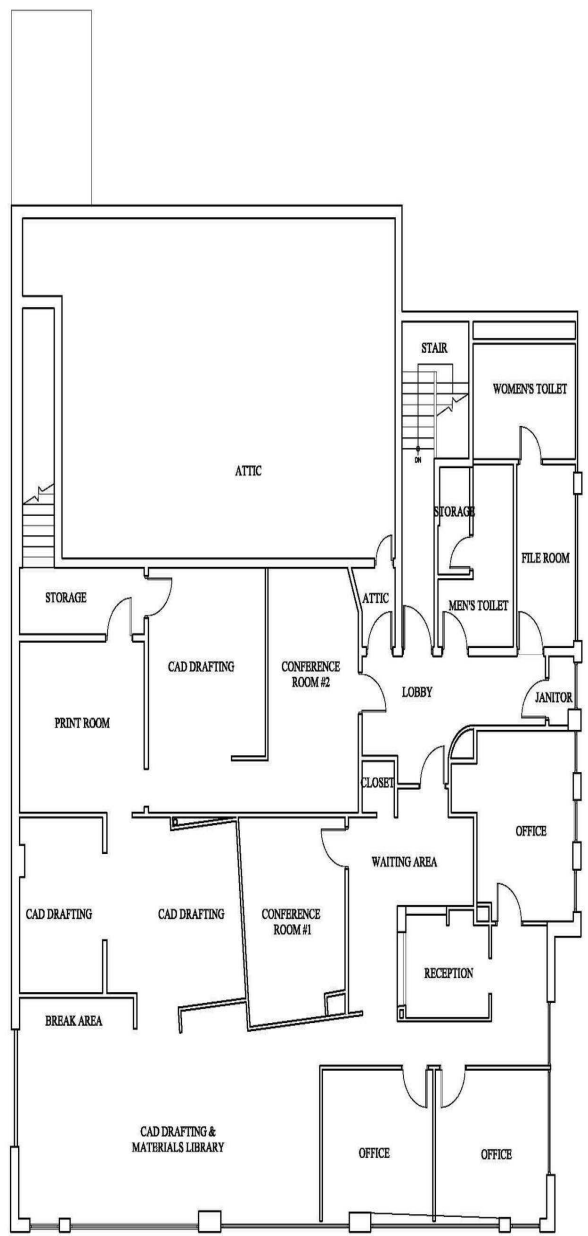 STAIR
WOMEN'S TOILET
DN
ATTIC
STORAGE
FILE ROOM
STORAGE
ATTIC
MEN'S TOILET
CAD DRAFTING
CONFERENCE
ROOM #2
LOBBY
JANITOR
PRINT ROOM
CLOSET
OFFICE
WAITING AREA
CAD DRAFTING
CAD DRAFTING
CONFERENCE
ROOM #1
RECEPTION
BREAK AREA
CAD DRAFTING &
MATERIALS LIBRARY
OFFICE
OFFICE